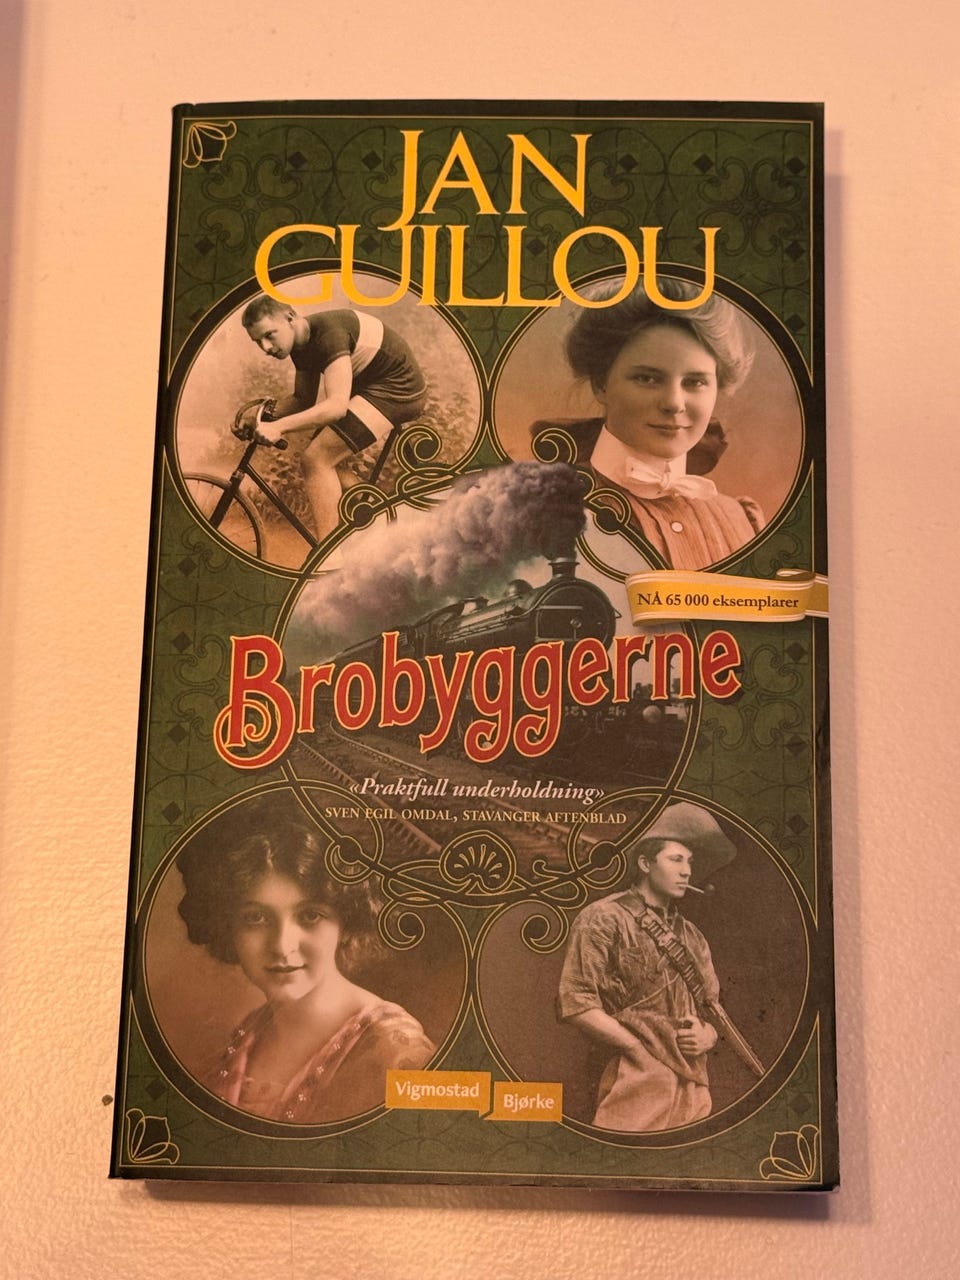 JAN
GUILLOU
NÅ 65 000 eksemplarer
Brobyggerne
«Praktfull underholdning»
SVEN EGIL OMDAL, STAVANGER AFTENBLAD
Vigmostad
Bjørke